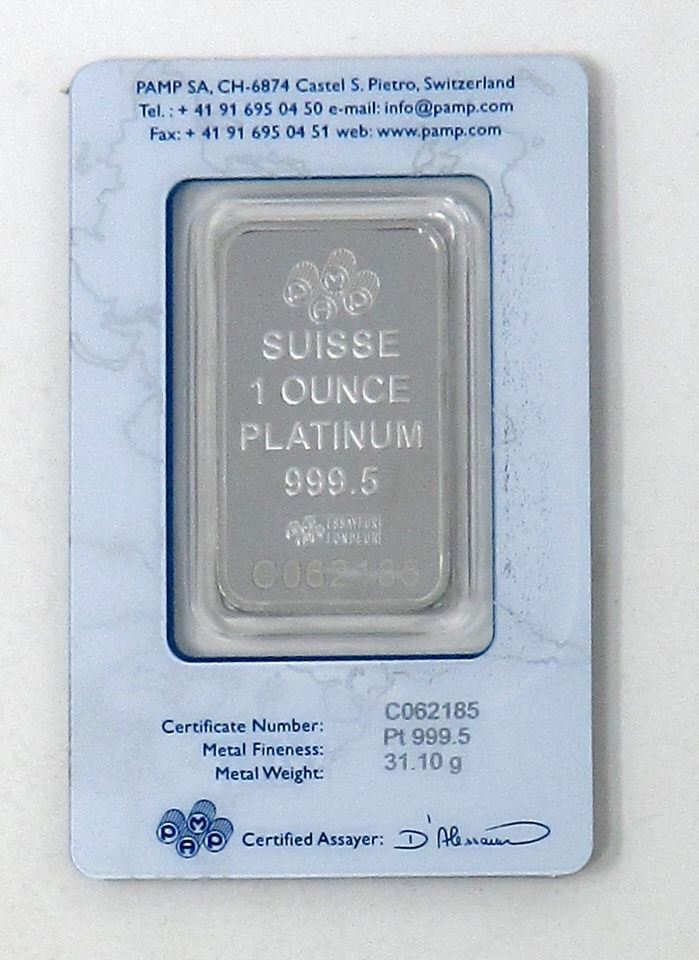 PAMP SA, CH-6874 Castel S. Pietro, Switzerland
Tel. : + 41 91 695 04 50 e-mail: info@pamp.com
Fax: + 41 91 695 04 51 web: www.pamp.com
PAMP
SUISSE
1 OUNCE
PLATINUM
999.5
ESSAYEUR
FONDEUR
C062185
Certificate Number: C062185
Metal Fineness: Pt 999.5
Metal Weight: 31.10 g
PAMP Certified Assayer: